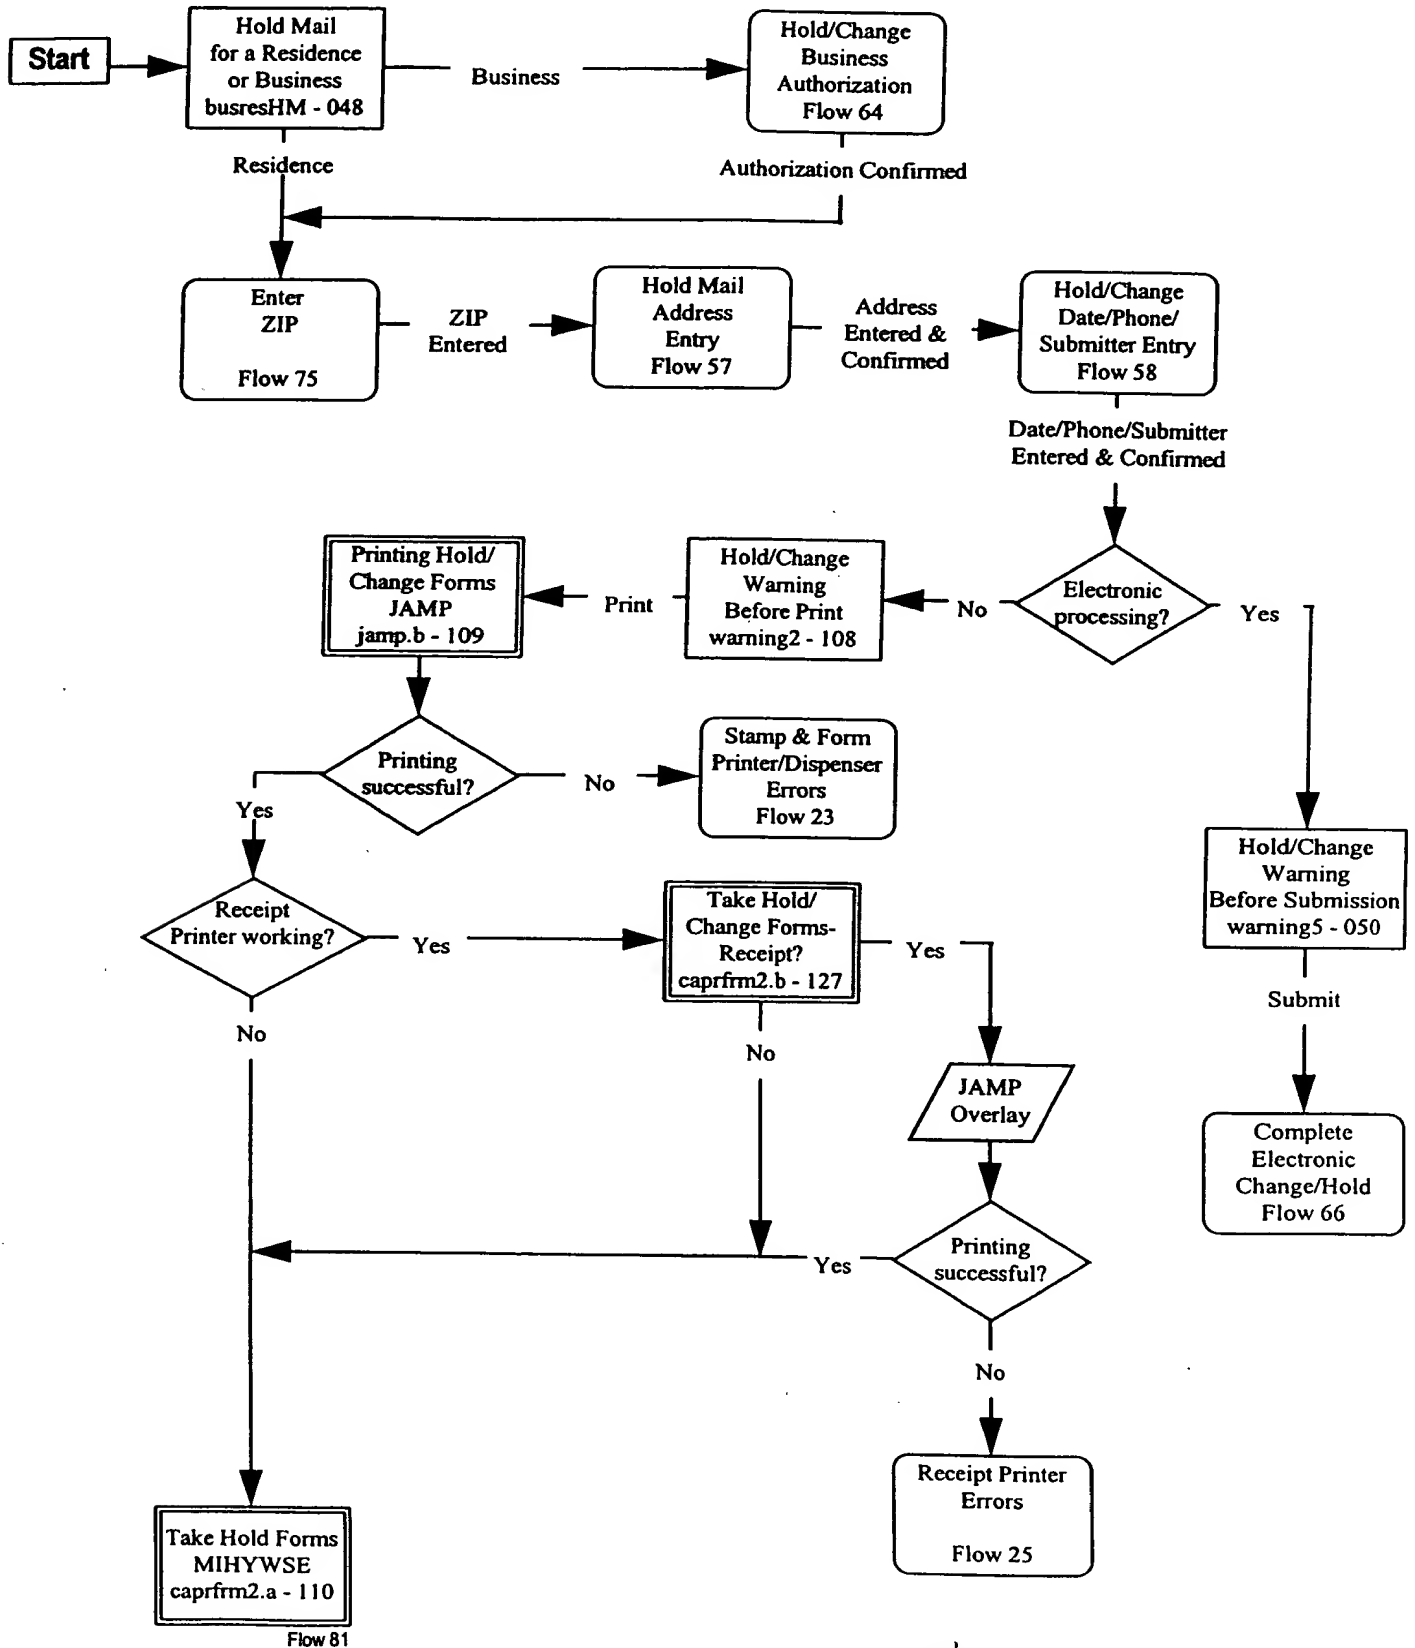 Start
Hold Mail
for a Residence
or Business
busresHM - 048
Business
Hold/Change
Business
Authorization
Flow 64
Residence
Authorization Confirmed
Enter
ZIP
Flow 75
ZIP
Entered
Hold Mail
Address
Entry
Flow 57
Address
Entered &
Confirmed
Hold/Change
Date/Phone/
Submitter Entry
Flow 58
Date/Phone/Submitter
Entered & Confirmed
Electronic
processing?
No
Yes
Hold/Change
Warning
Before Print
warning2 - 108
Print
Printing Hold/
Change Forms
JAMP
jamp.b - 109
Printing
successful?
No
Stamp & Form
Printer/Dispenser
Errors
Flow 23
Yes
Hold/Change
Warning
Before Submission
warning5 - 050
Submit
Complete
Electronic
Change/Hold
Flow 66
Receipt
Printer working?
Yes
Take Hold/
Change Forms-
Receipt?
caprfrm2.b - 127
Yes
No
No
JAMP
Overlay
Printing
successful?
Yes
No
Receipt Printer
Errors
Flow 25
Take Hold Forms
MIHYWSE
caprfrm2.a - 110
Flow 81